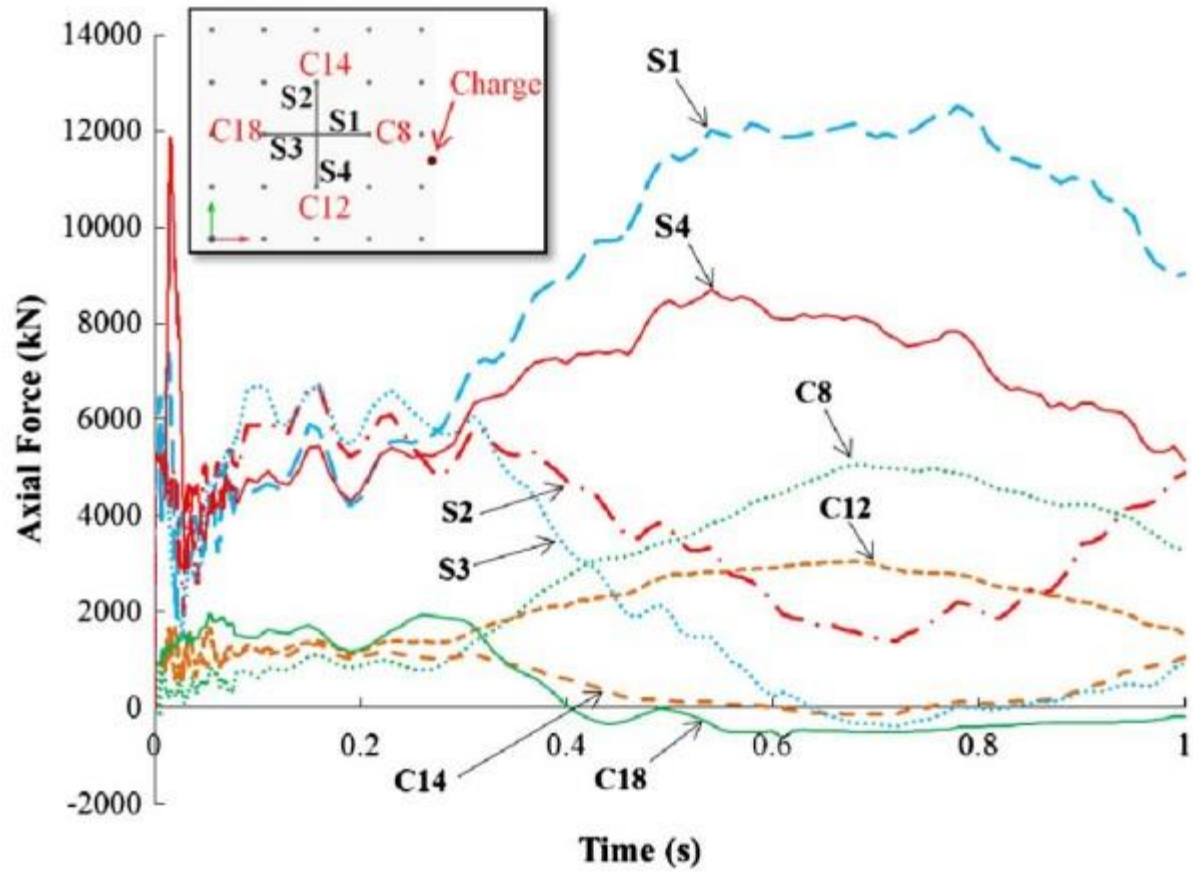 14000
12000
10000
8000
6000
4000
2000
0
-2000
Axial Force (kN)
C14
S2
Charge
S1
C18
C8
S3
S4
C12
S1
S4
C8
S2
C12
S3
C14
C18
0 0.2 0.4 0.6 0.8 1
Time (s)